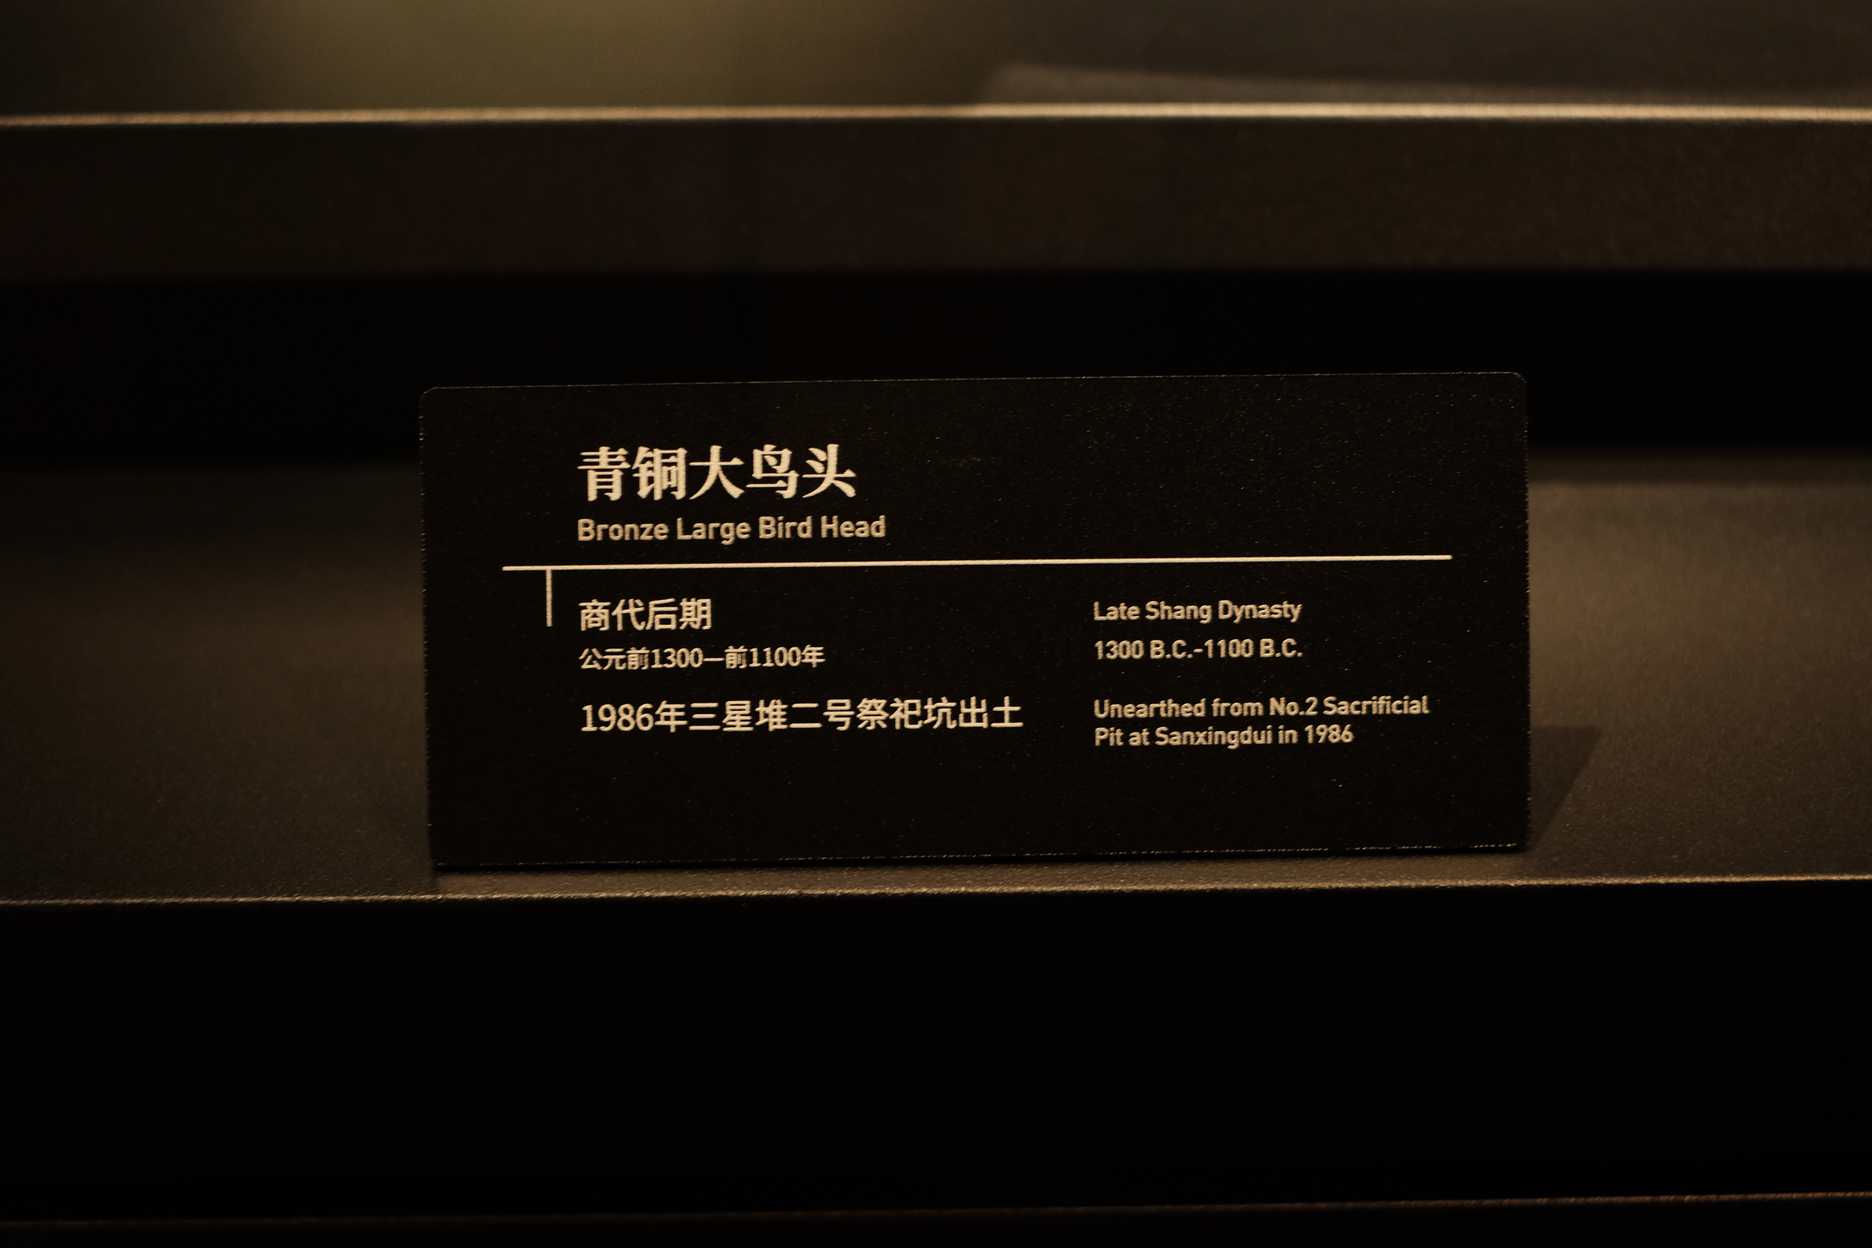 青铜大鸟头
Bronze Large Bird Head
商代后期
公元前1300—前1100年
1986年三星堆二号祭祀坑出土
Late Shang Dynasty
1300 B.C.-1100 B.C.
Unearthed from No.2 Sacrificial
Pit at Sanxingdui in 1986